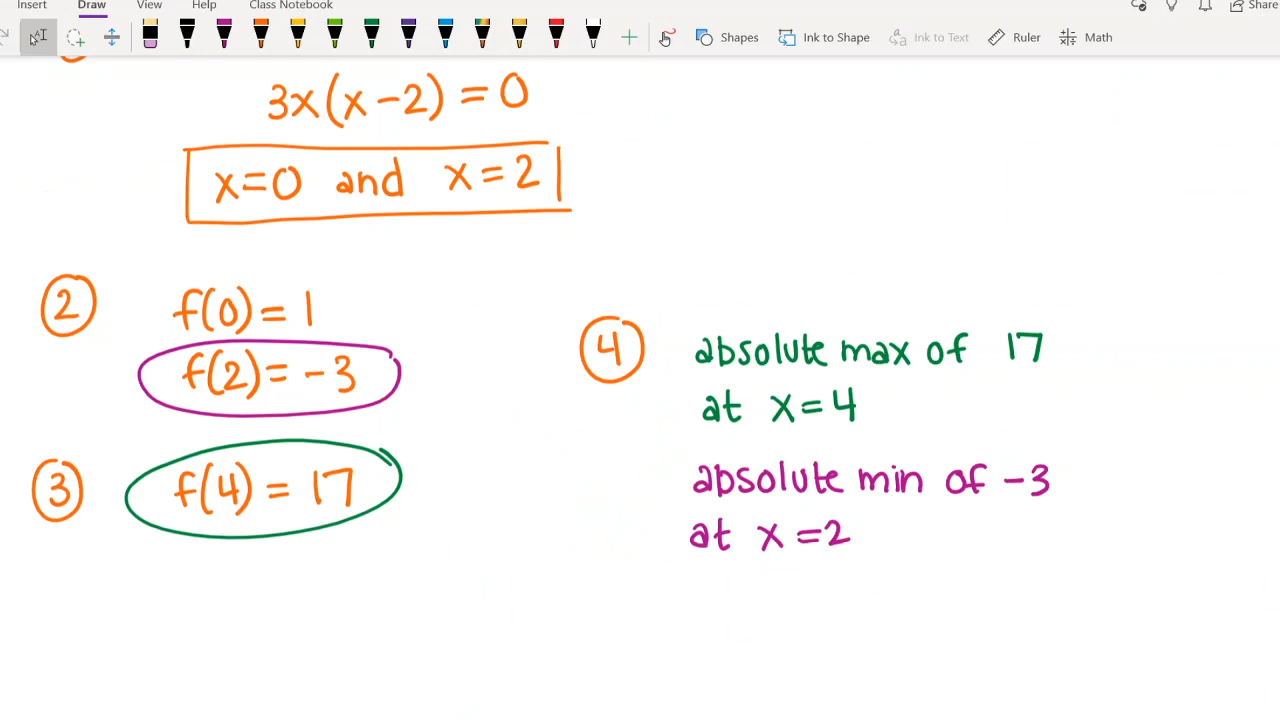 Insert Draw View Help Class Notebook Share
Shapes Ink to Shape Ink to Text Ruler Math
3x(x-2) = 0
x=0 and x=2
2 f(0) = 1
f(2) = -3
3 f(4) = 17
4 absolute max of 17
at x=4
absolute min of -3
at x=2